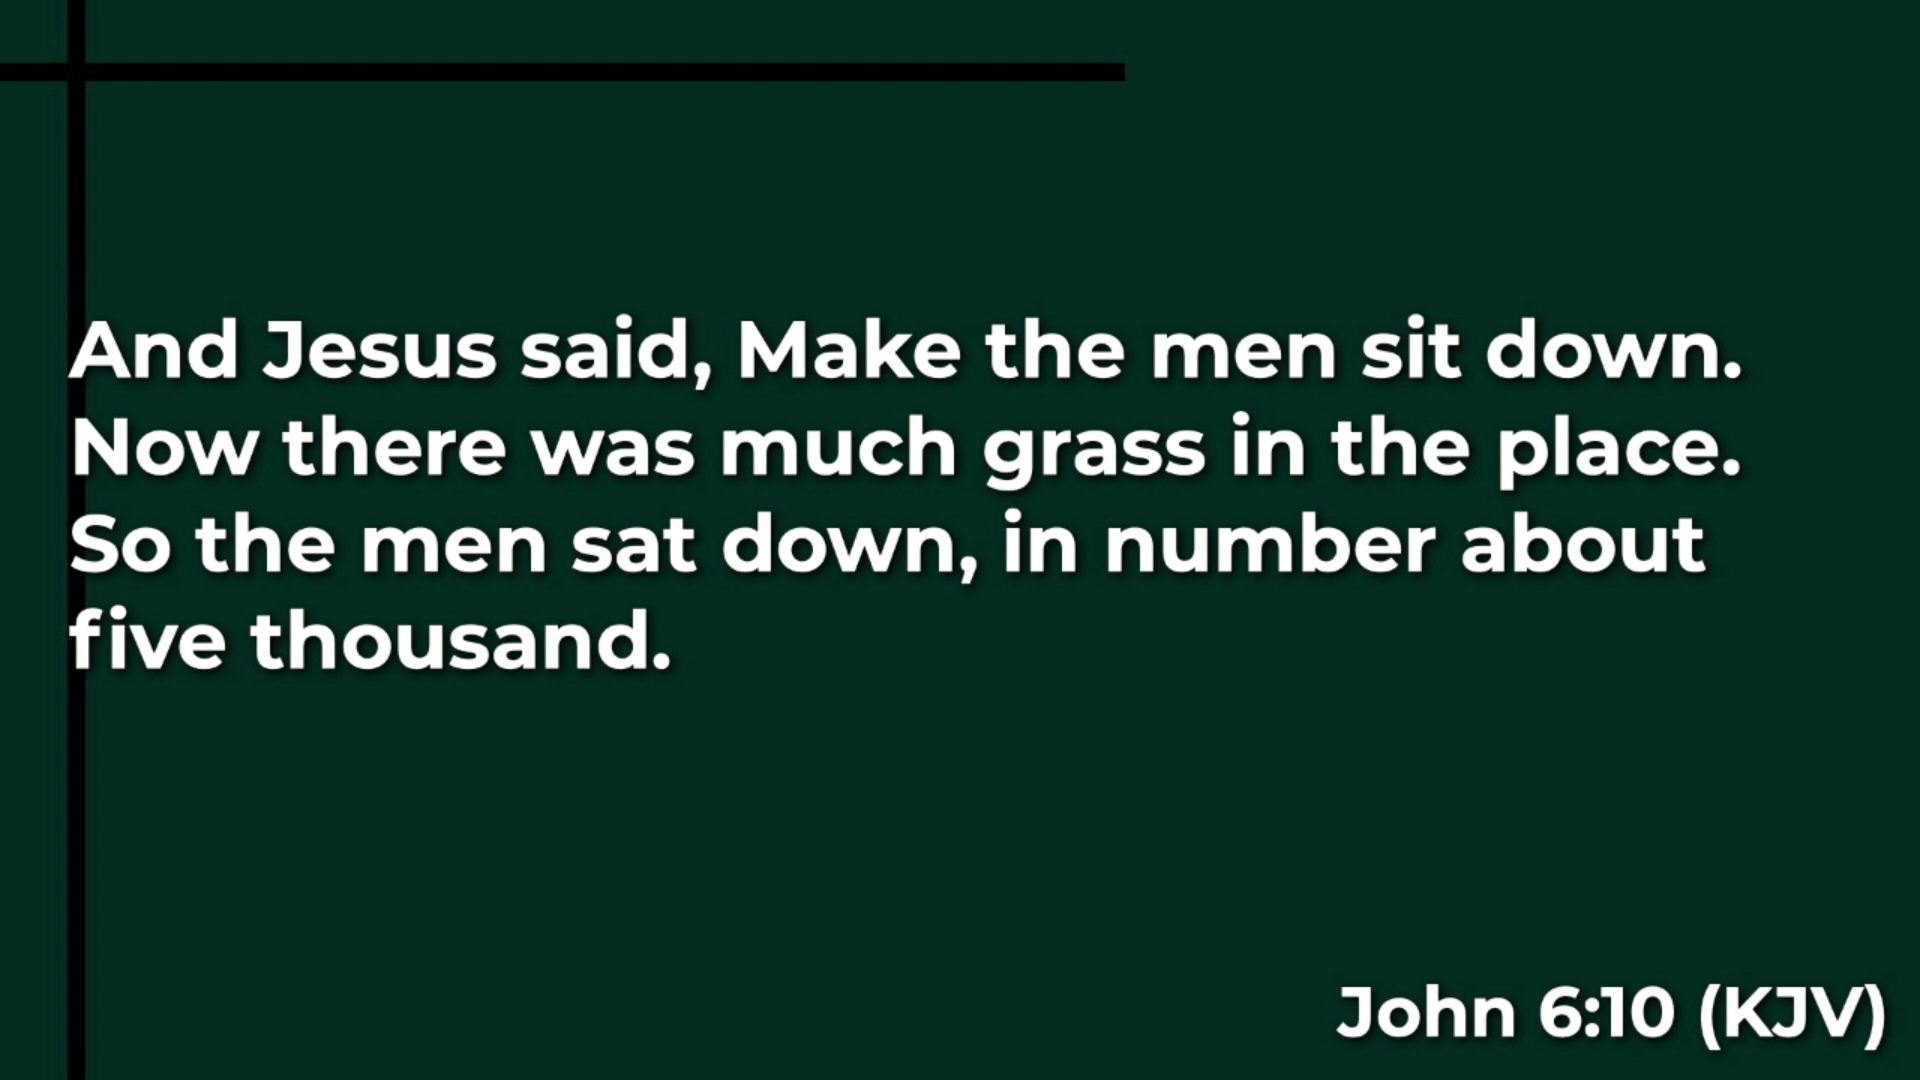 And Jesus said, Make the men sit down.
Now there was much grass in the place.
So the men sat down, in number about
five thousand.
John 6:10 (KJV)